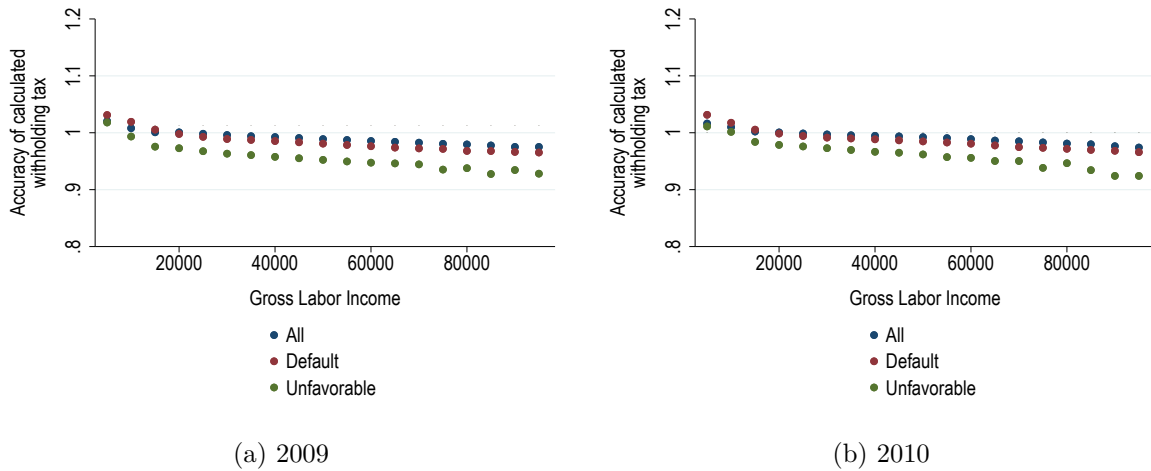 Accuracy of calculated
withholding tax
1.2
1.1
1
.9
.8
20000 40000 60000 80000
Gross Labor Income
All
Default
Unfavorable
(a) 2009
Accuracy of calculated
withholding tax
1.2
1.1
1
.9
.8
20000 40000 60000 80000
Gross Labor Income
All
Default
Unfavorable
(b) 2010